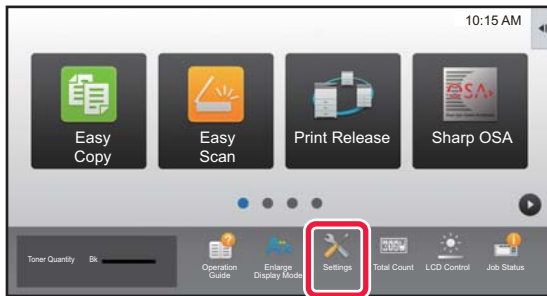 10:15 AM
Easy
Copy
Easy
Scan
Print Release
OSA
Sharp OSA
Toner Quantity Bk
Operation
Guide
Enlarge
Display Mode
Settings
Total Count
LCD Control
Job Status